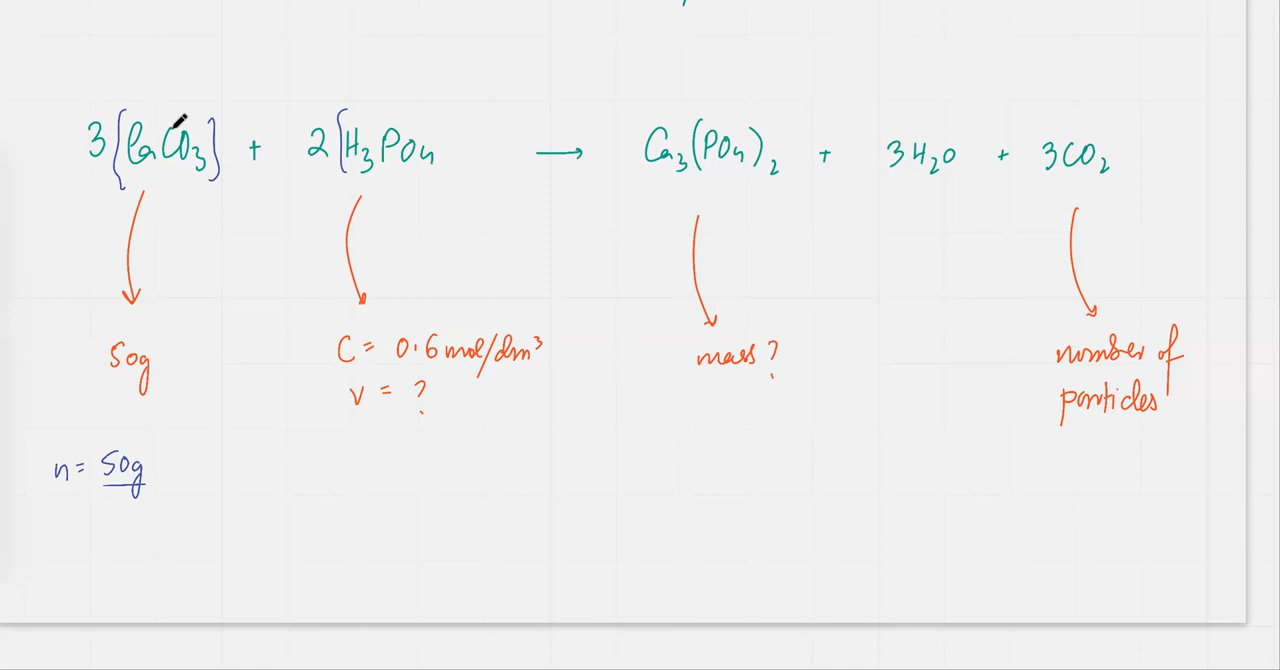 3{CaCO₃} + 2{H₃PO₄ → Ca₃(PO₄)₂ + 3H₂O + 3CO₂
50g
C = 0.6 mol/dm³
V = ?
mass?
number of
particles
n = 50g